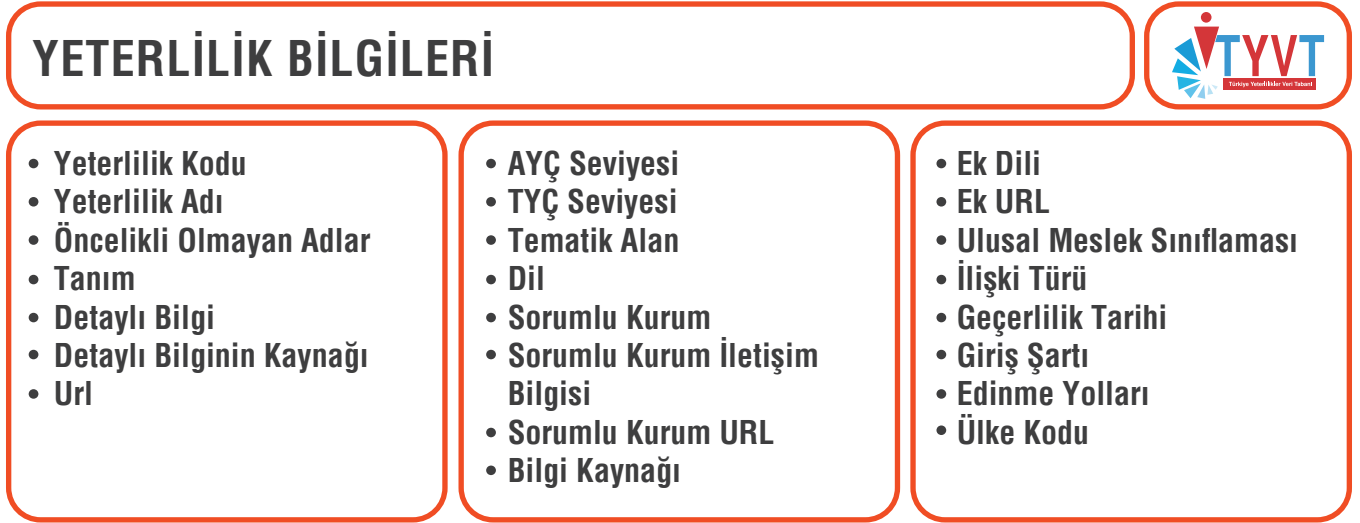 YETERLİLİK BİLGİLERİ
TYVT
Türkiye Yeterlilikler Veri Tabanı
• Yeterlilik Kodu
• Yeterlilik Adı
• Öncelikli Olmayan Adlar
• Tanım
• Detaylı Bilgi
• Detaylı Bilginin Kaynağı
• Url
• AYÇ Seviyesi
• TYÇ Seviyesi
• Tematik Alan
• Dil
• Sorumlu Kurum
• Sorumlu Kurum İletişim
Bilgisi
• Sorumlu Kurum URL
• Bilgi Kaynağı
• Ek Dili
• Ek URL
• Ulusal Meslek Sınıflaması
• İlişki Türü
• Geçerlilik Tarihi
• Giriş Şartı
• Edinme Yolları
• Ülke Kodu